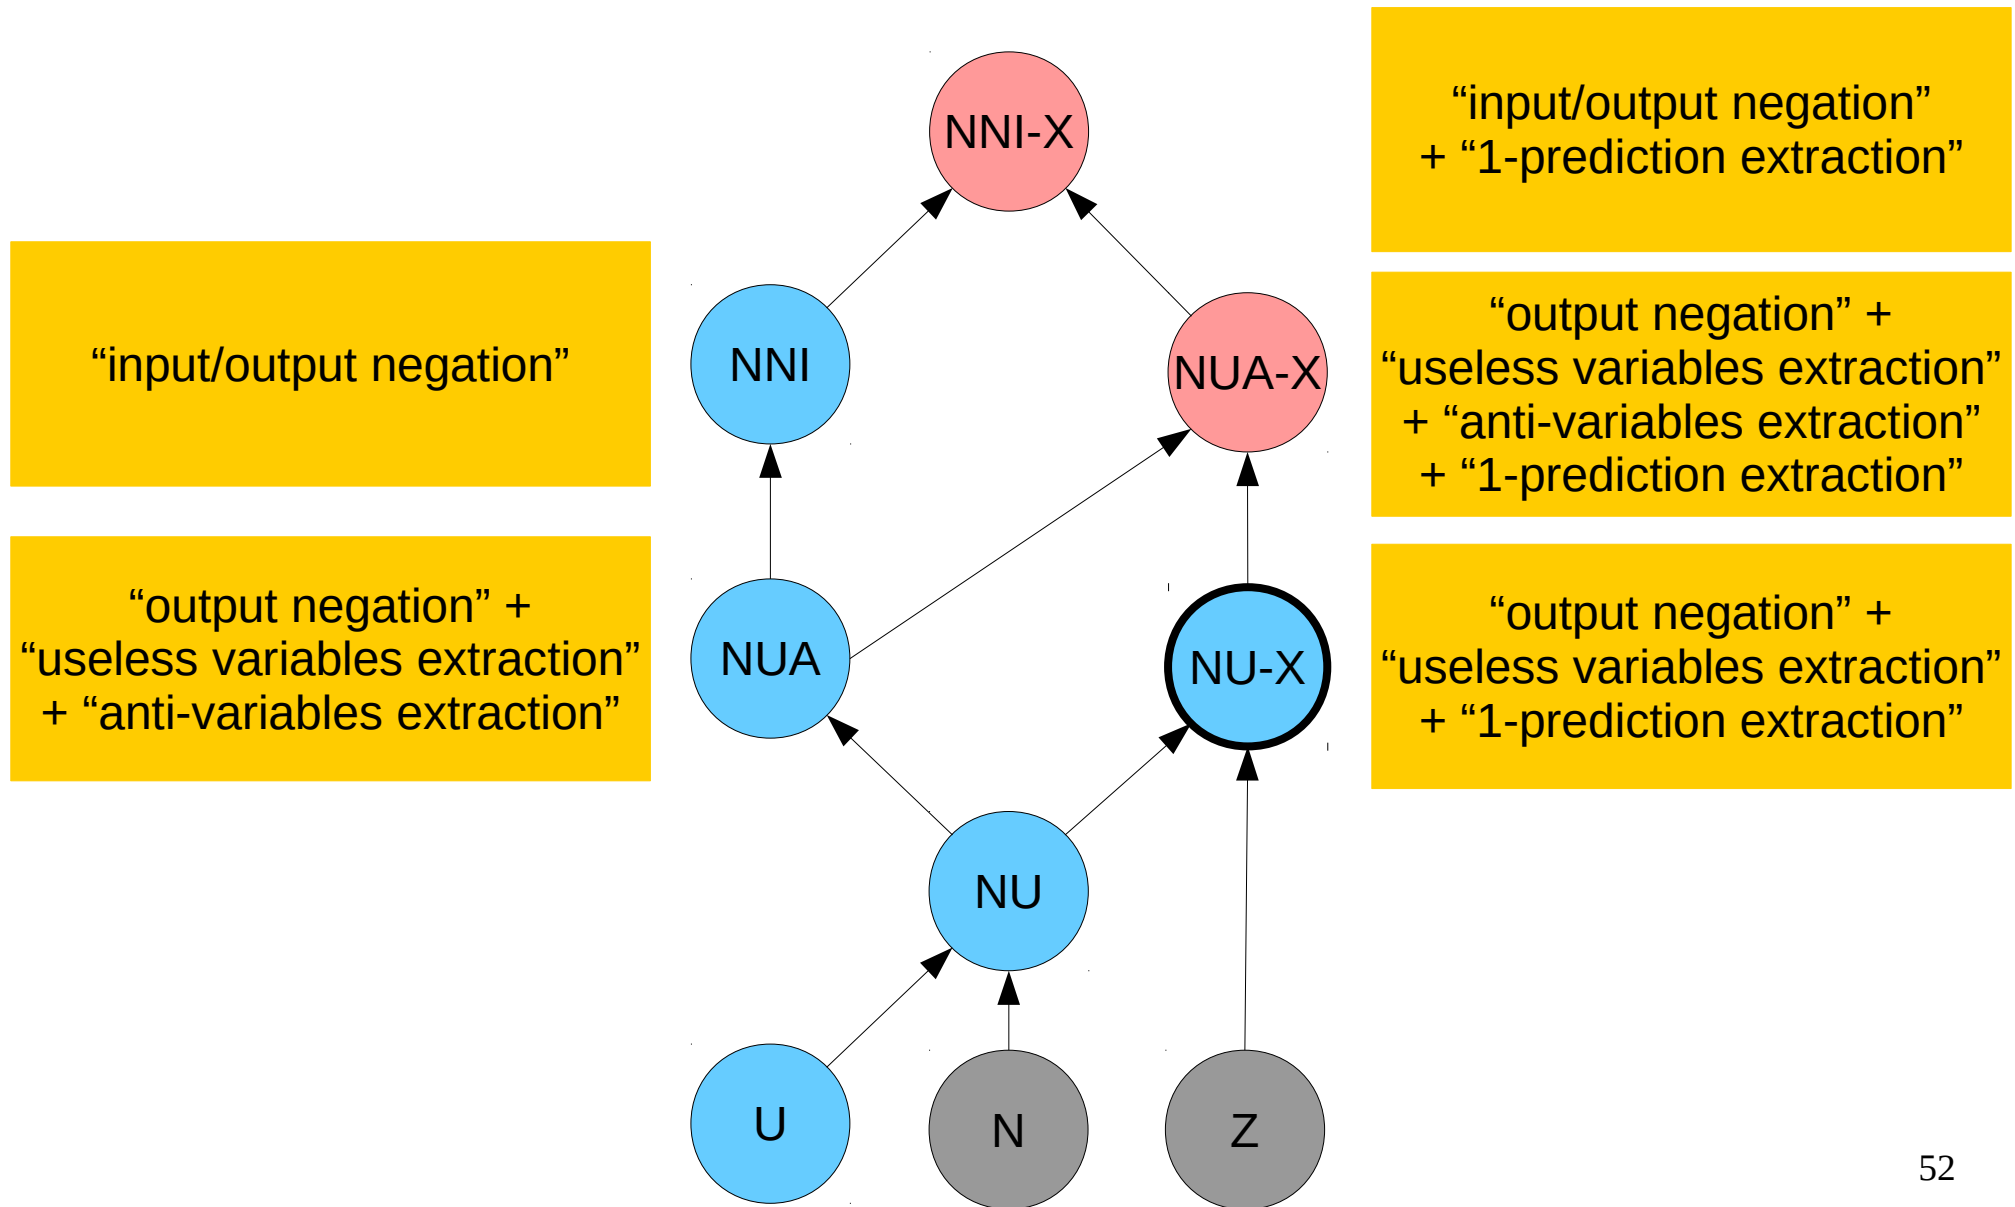 NNI-X
“input/output negation”
+ “1-prediction extraction”
“input/output negation”
NNI
NUA-X
“output negation” +
“useless variables extraction”
+ “anti-variables extraction”
+ “1-prediction extraction”
“output negation” +
“useless variables extraction”
+ “anti-variables extraction”
NUA
NU-X
“output negation” +
“useless variables extraction”
+ “1-prediction extraction”
NU
U
N
Z
52